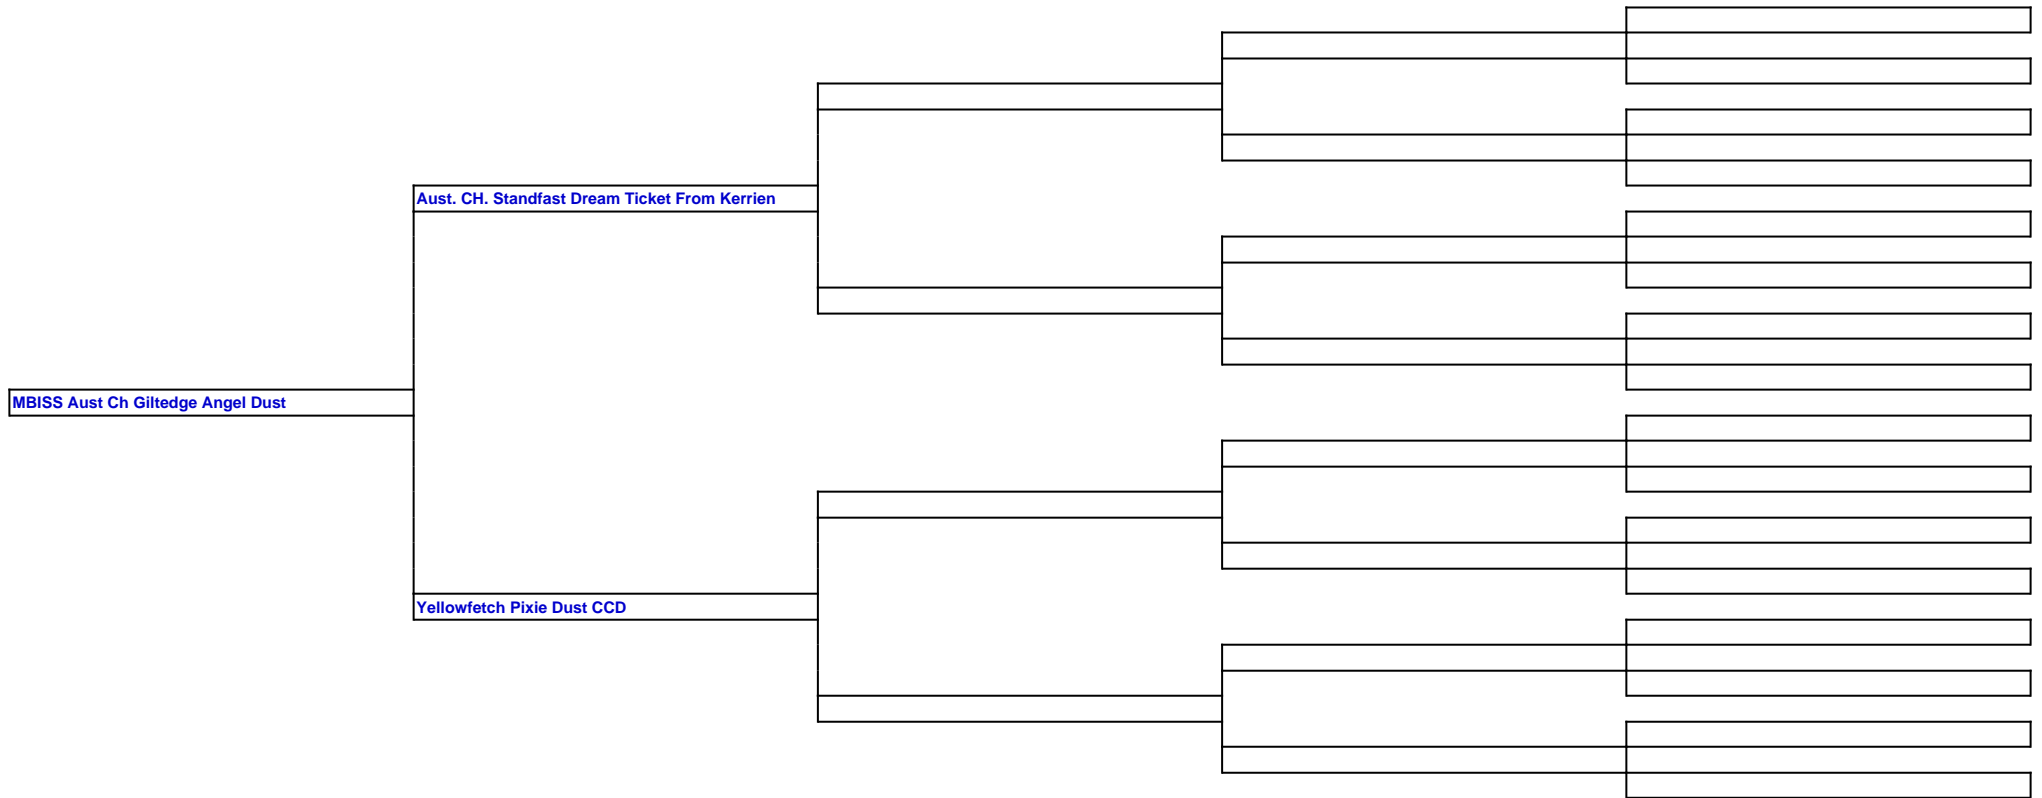 Aust. CH. Standfast Dream Ticket From Kerrien
MBISS Aust Ch Giltedge Angel Dust
Yellowfetch Pixie Dust CCD